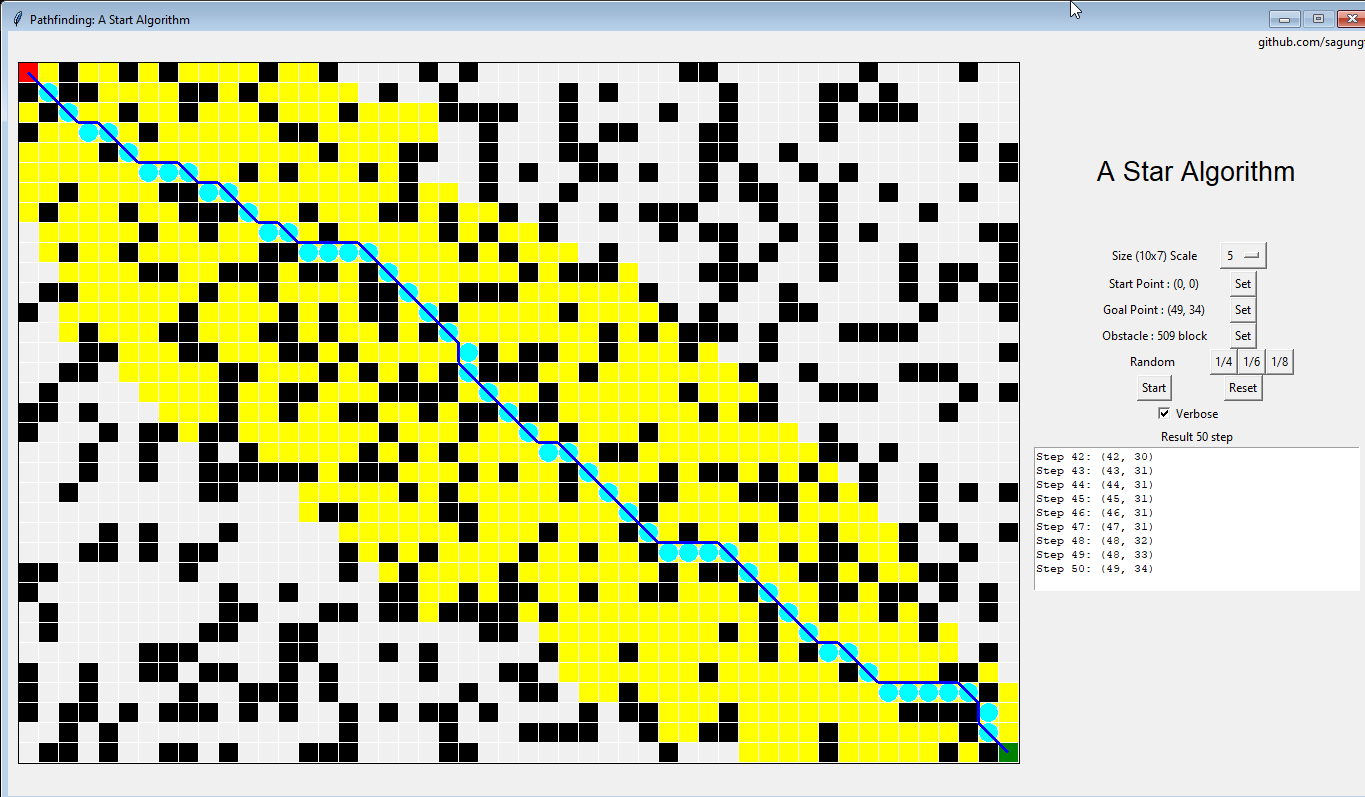 Pathfinding: A Start Algorithm
github.com/sagung
A Star Algorithm
Size (10x7) Scale 5
Start Point : (0, 0) Set
Goal Point : (49, 34) Set
Obstacle : 509 block Set
Random 1/4 1/6 1/8
Start Reset
Verbose
Result 50 step
Step 42: (42, 30)
Step 43: (43, 31)
Step 44: (44, 31)
Step 45: (45, 31)
Step 46: (46, 31)
Step 47: (47, 31)
Step 48: (48, 32)
Step 49: (48, 33)
Step 50: (49, 34)